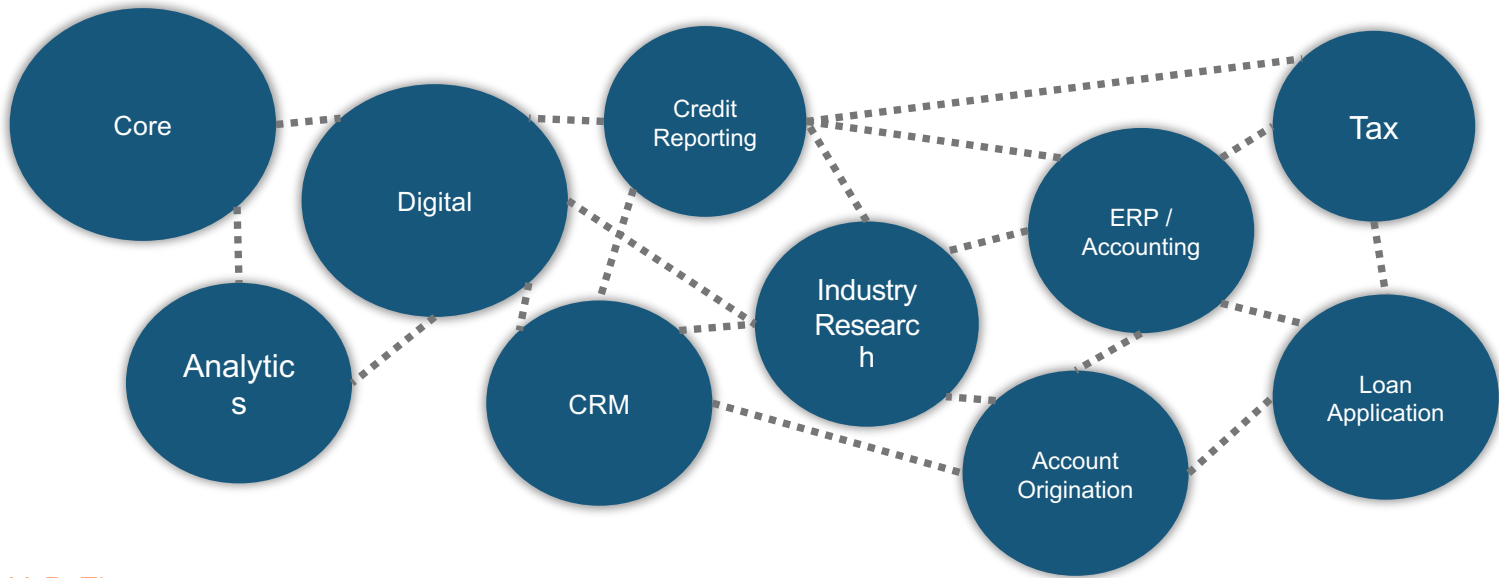 Core
Digital
Credit
Reporting
Tax
ERP /
Accounting
Industry
Researc
h
Analytic
s
CRM
Loan
Application
Account
Origination